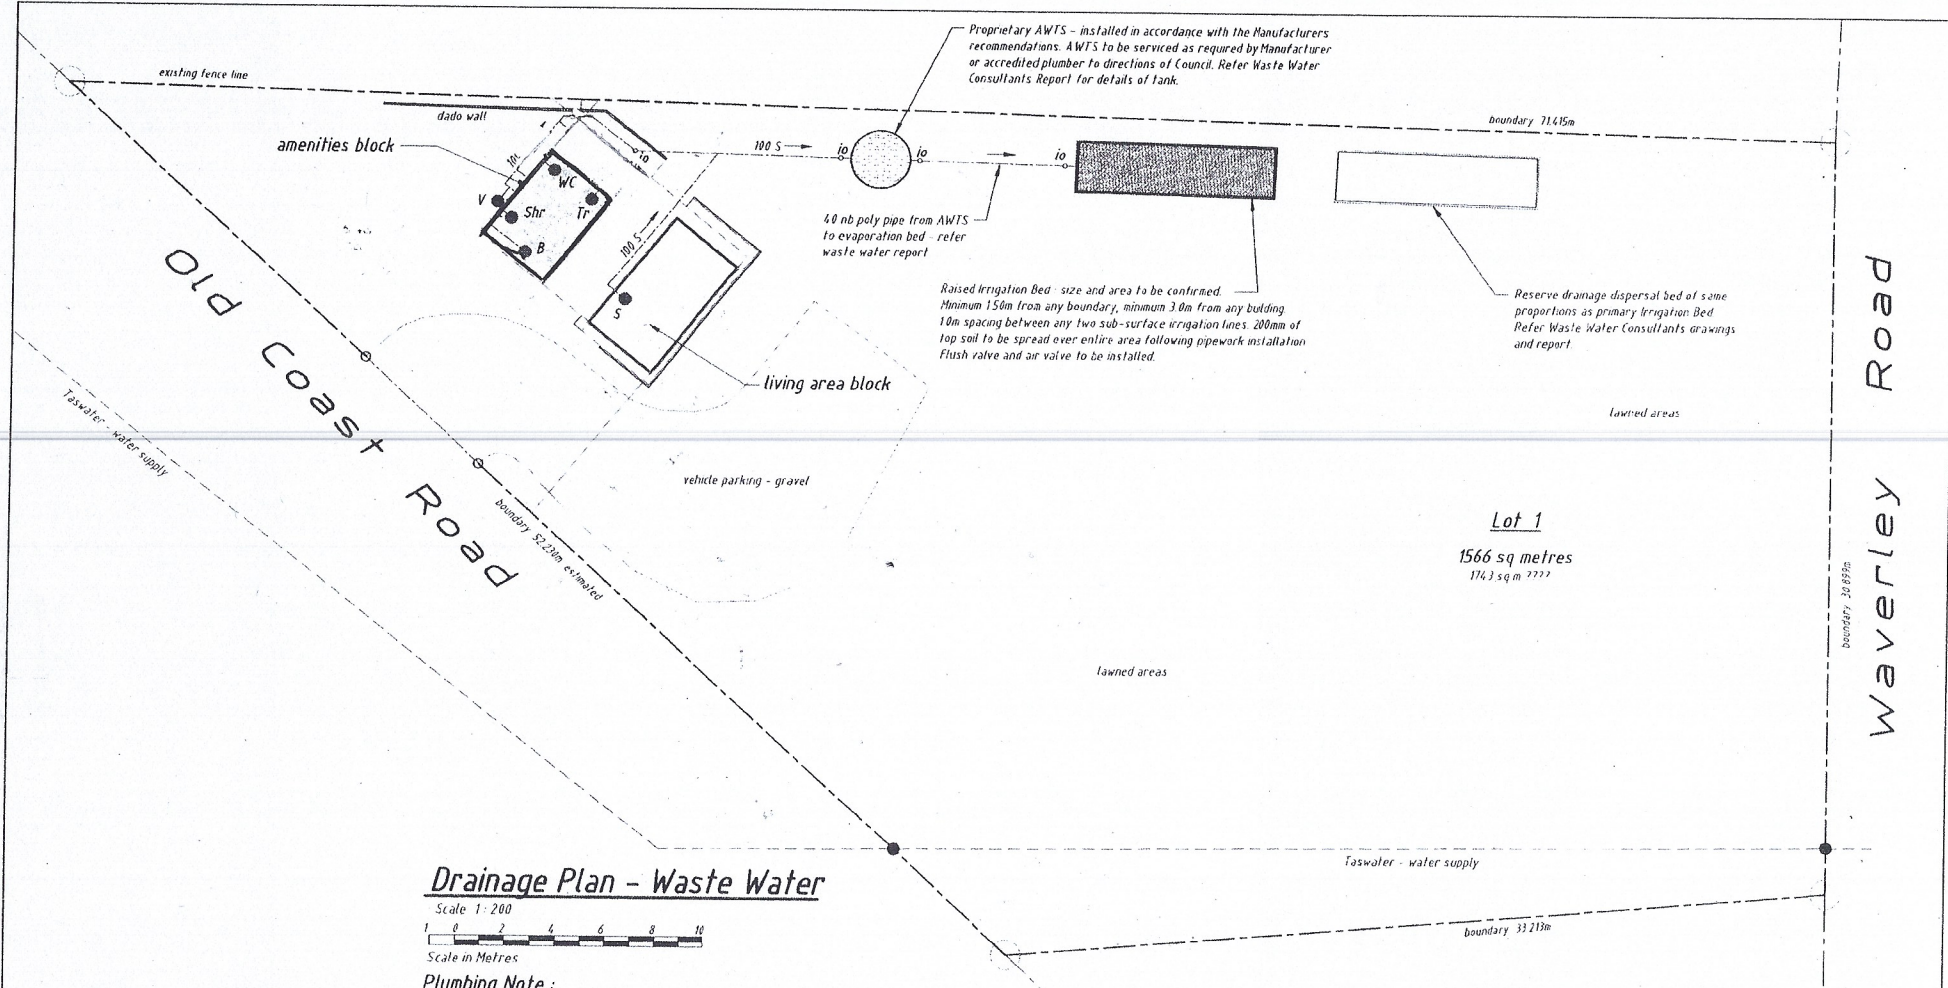 Proprietary AWTS - installed in accordance with the Manufacturers
recommendations. AWTS to be serviced as required by Manufacturer
or accredited plumber to directions of Council. Refer Waste Water
Consultants Report for details of tank.
existing fence line
dado wall
boundary 71.415m
amenities block
100 S
io
io
io
io
WC
V
Shr
Tr
B
100 S
S
40 nb poly pipe from AWTS
to evaporation bed - refer
waste water report
Raised Irrigation Bed - size and area to be confirmed.
Minimum 1.50m from any boundary, minimum 3.0m from any building.
1.0m spacing between any two sub-surface irrigation lines. 200mm of
top soil to be spread over entire area following pipework installation
Flush valve and air valve to be installed.
Reserve drainage dispersal bed of same
proportions as primary Irrigation Bed
Refer Waste Water Consultants drawings
and report.
living area block
Old Coast Road
Waverley Road
lawned areas
Taswater - water supply
vehicle parking - gravel
boundary 52.230m estimated
Lot 1
1566 sq metres
1743 sq m ????
boundary 30.899m
lawned areas
Taswater - water supply
boundary 33.213m
Drainage Plan - Waste Water
Scale 1:200
1 0 2 4 6 8 10
Scale in Metres
Plumbing Note :